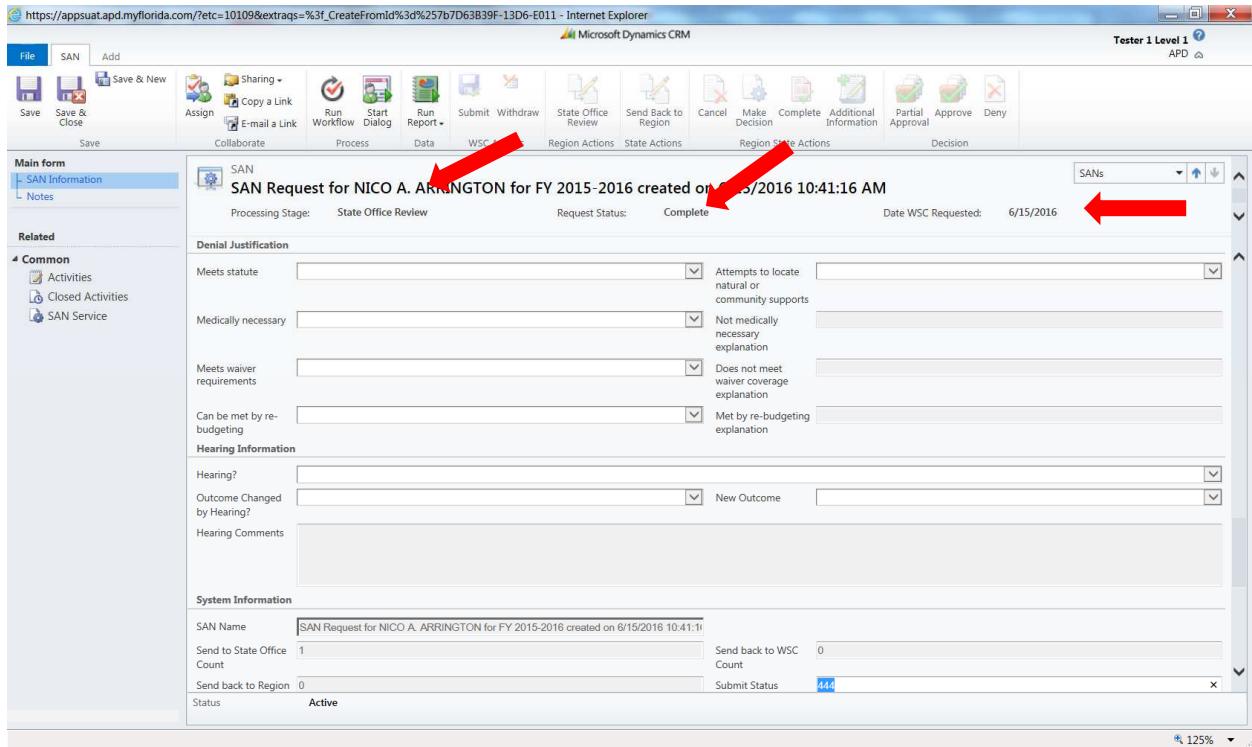 https://appsuat.apd.myflorida.com/?etc=10109&extraqs=%3f_CreateFromId%3d%257b7D63B39F-13D6-E011 - Internet Explorer
Microsoft Dynamics CRM
Tester 1 Level 1
APD
File SAN Add
Save
Save & Close
Save & New
Assign
Sharing
Copy a Link
E-mail a Link
Run Workflow
Start Dialog
Run Report
Submit
Withdraw
State Office Review
Send Back to Region
Cancel
Make Decision
Complete
Additional Information
Partial Approval
Approve
Deny
Save Collaborate Process Data WSC Region Actions State Actions Region State Actions Decision
Main form
SAN Information
Notes
Related
Common
Activities
Closed Activities
SAN Service
SAN
SAN Request for NICO A. ARRINGTON for FY 2015-2016 created on 6/15/2016 10:41:16 AM
SANs
Processing Stage: State Office Review Request Status: Complete Date WSC Requested: 6/15/2016
Denial Justification
Meets statute
Attempts to locate
natural or
community supports
Medically necessary
Not medically
necessary
explanation
Meets waiver
requirements
Does not meet
waiver coverage
explanation
Can be met by re-
budgeting
Met by re-budgeting
explanation
Hearing Information
Hearing?
Outcome Changed
by Hearing?
New Outcome
Hearing Comments
System Information
SAN Name SAN Request for NICO A. ARRINGTON for FY 2015-2016 created on 6/15/2016 10:41:1
Send to State Office
Count
1
Send back to WSC
Count
0
Send back to Region 0
Submit Status 444
Status Active
125%